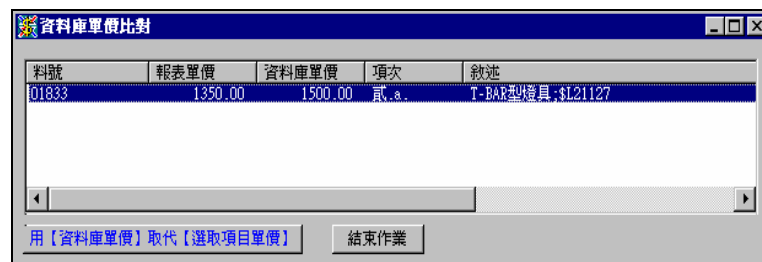 資料庫單價比對
料號 報表單價 資料庫單價 項次 敘述
01833 1350.00 1500.00 貳.a. T-BAR型燈具;$L21127
用【資料庫單價】取代【選取項目單價】 結束作業